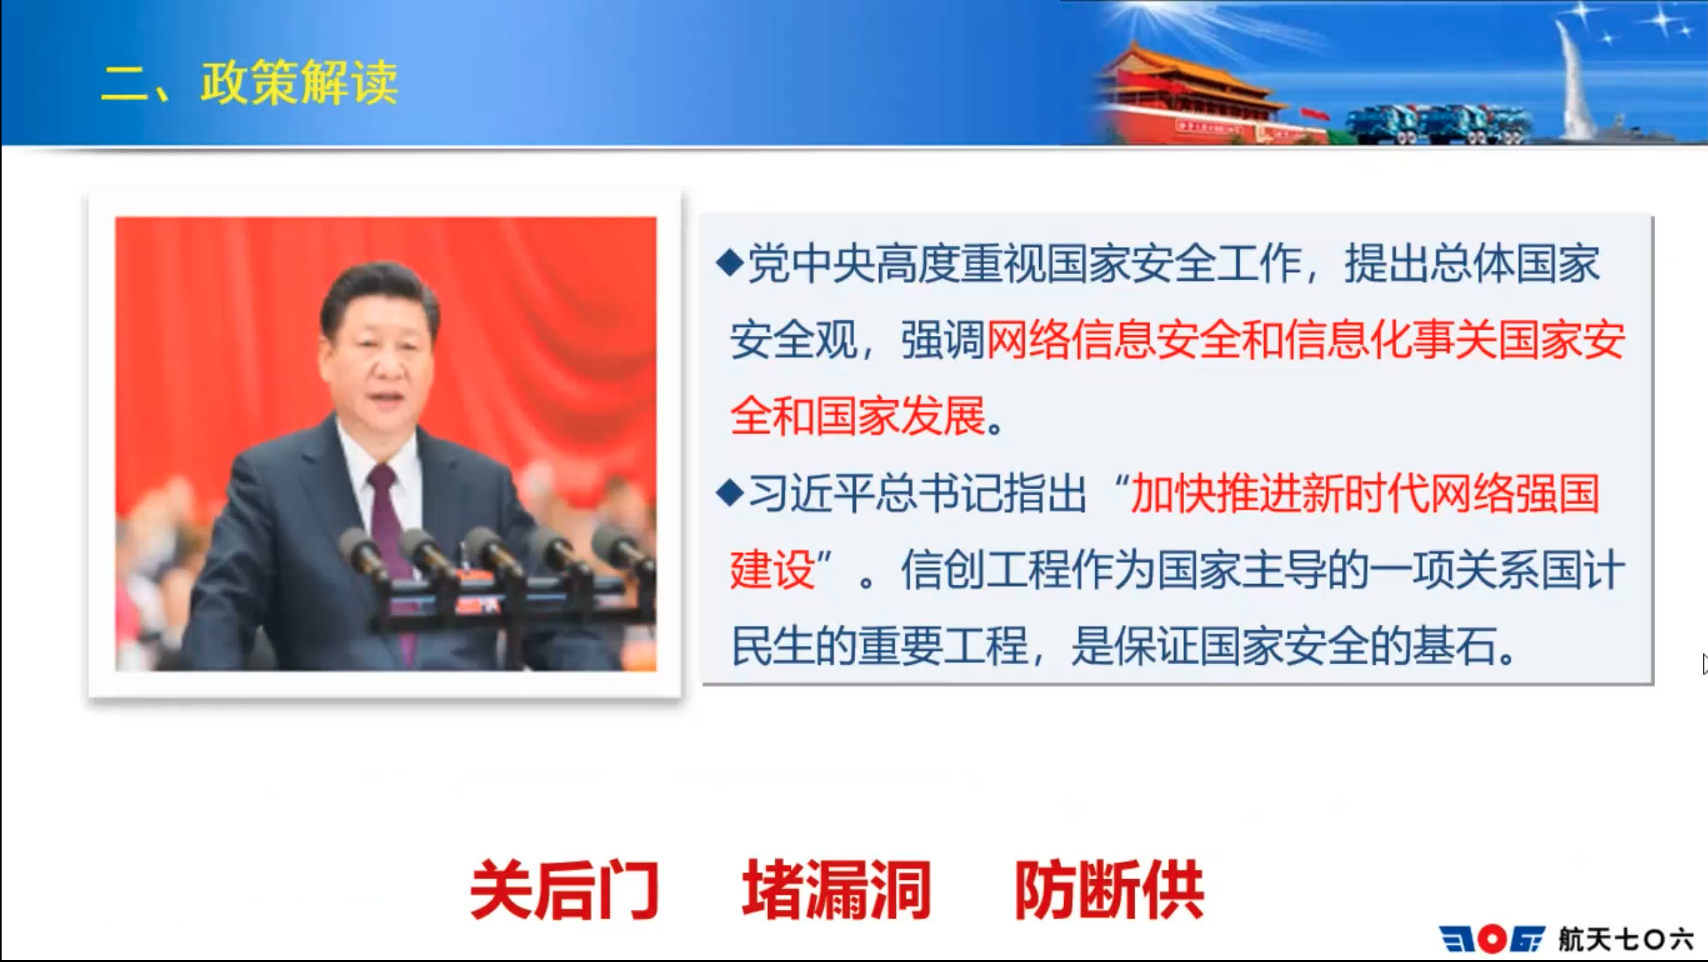 二、政策解读
◆党中央高度重视国家安全工作，提出总体国家
安全观，强调网络信息安全和信息化事关国家安
全和国家发展。
◆习近平总书记指出“加快推进新时代网络强国
建设”。信创工程作为国家主导的一项关系国计
民生的重要工程，是保证国家安全的基石。
关后门 堵漏洞 防断供
706 航天七〇六